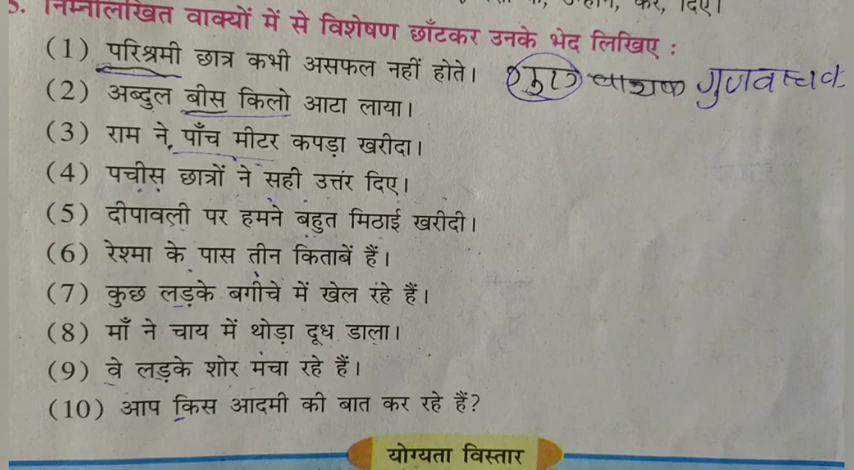 5. निम्नलिखित वाक्यों में से विशेषण छाँटकर उनके भेद लिखिए :
(1) परिश्रमी छात्र कभी असफल नहीं होते। गुणवाचक
(2) अब्दुल बीस किलो आटा लाया।
(3) राम ने पाँच मीटर कपड़ा खरीदा।
(4) पचीस छात्रों ने सही उत्तर दिए।
(5) दीपावली पर हमने बहुत मिठाई खरीदी।
(6) रेश्मा के पास तीन किताबें हैं।
(7) कुछ लड़के बगीचे में खेल रहे हैं।
(8) माँ ने चाय में थोड़ा दूध डाला।
(9) वे लड़के शोर मचा रहे हैं।
(10) आप किस आदमी की बात कर रहे हैं?
योग्यता विस्तार